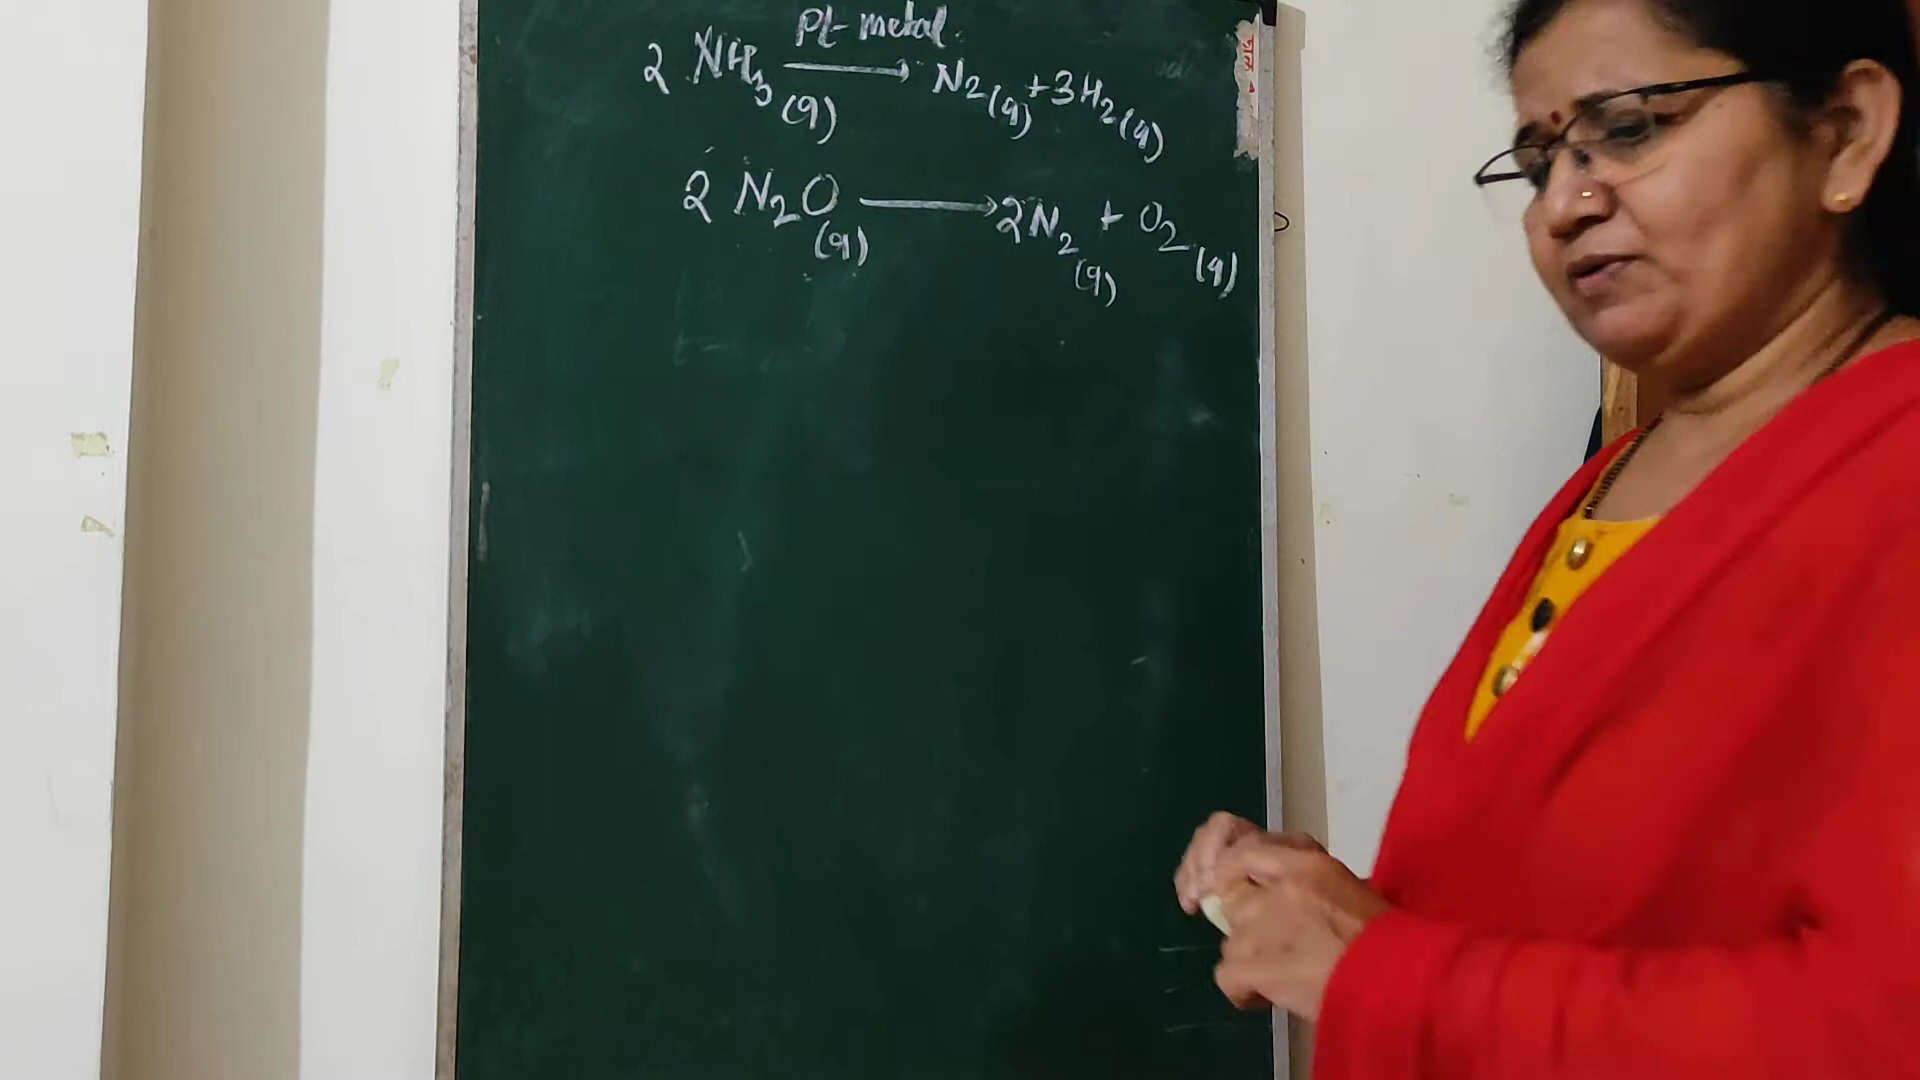 Pt-metal
2 NH3(g) ⟶ N2(g)+3H2(g)
2 N2O(g) ⟶ 2N2(g) + O2(g)